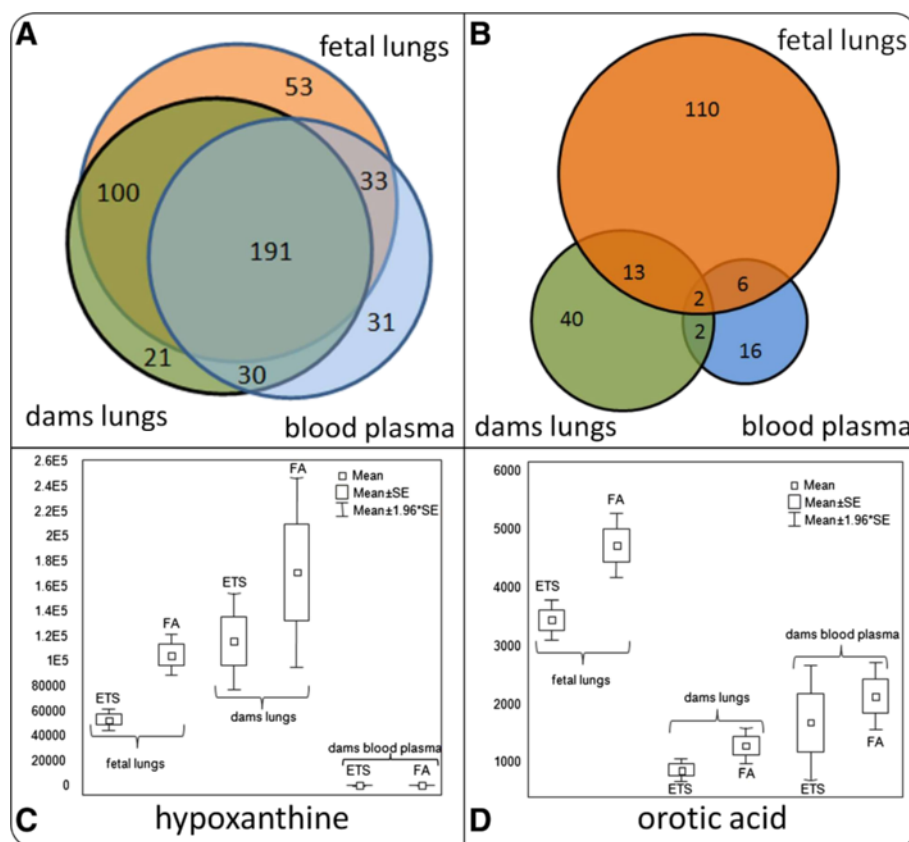 A
fetal lungs
53
100
33
191
31
21
30
dams lungs
blood plasma
B
fetal lungs
110
13
6
2
40
2
16
dams lungs
blood plasma
2.6E5
2.4E5
2.2E5
2E5
1.8E5
1.6E5
1.4E5
1.2E5
1E5
80000
60000
40000
20000
0
FA
Mean
Mean±SE
Mean±1.96*SE
ETS
FA
ETS
dams lungs
fetal lungs
dams blood plasma
ETS FA
C hypoxanthine
6000
5000
4000
3000
2000
1000
FA
Mean
Mean±SE
Mean±1.96*SE
ETS
fetal lungs
dams blood plasma
dams lungs
FA
FA
ETS
ETS
D orotic acid